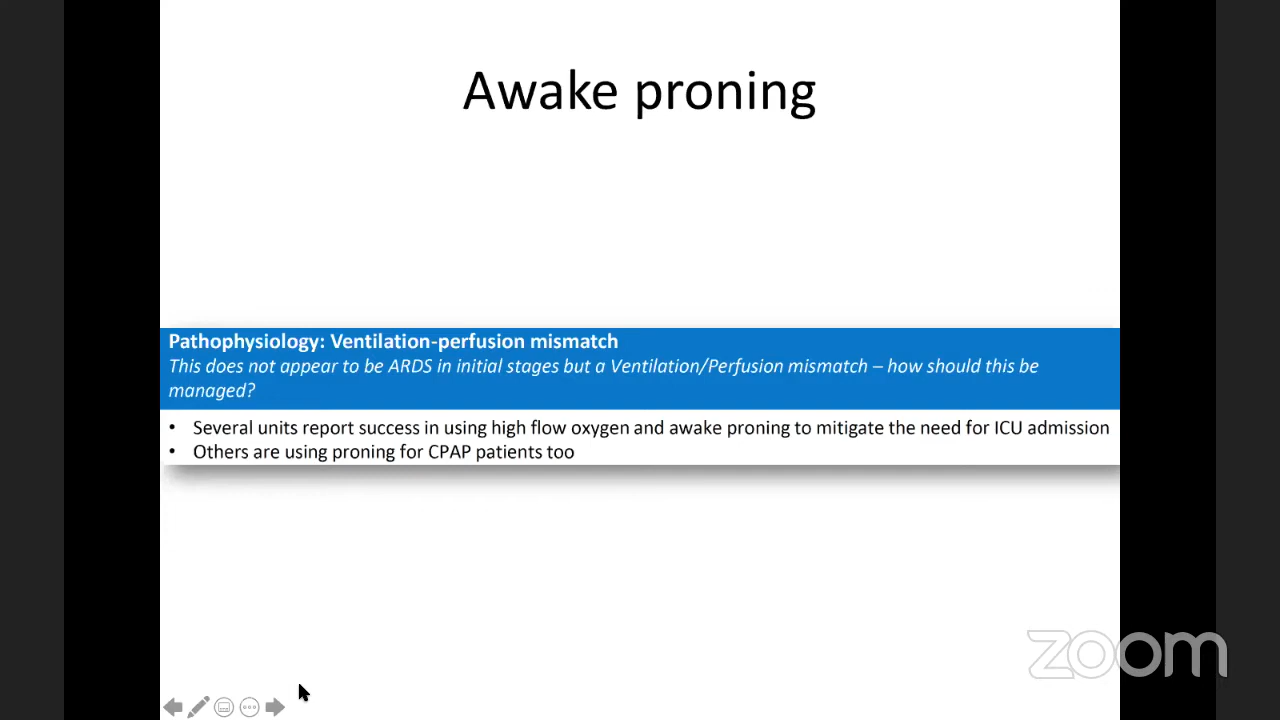 Awake proning
Pathophysiology: Ventilation-perfusion mismatch
This does not appear to be ARDS in initial stages but a Ventilation/Perfusion mismatch – how should this be
managed?
• Several units report success in using high flow oxygen and awake proning to mitigate the need for ICU admission
• Others are using proning for CPAP patients too
zoom